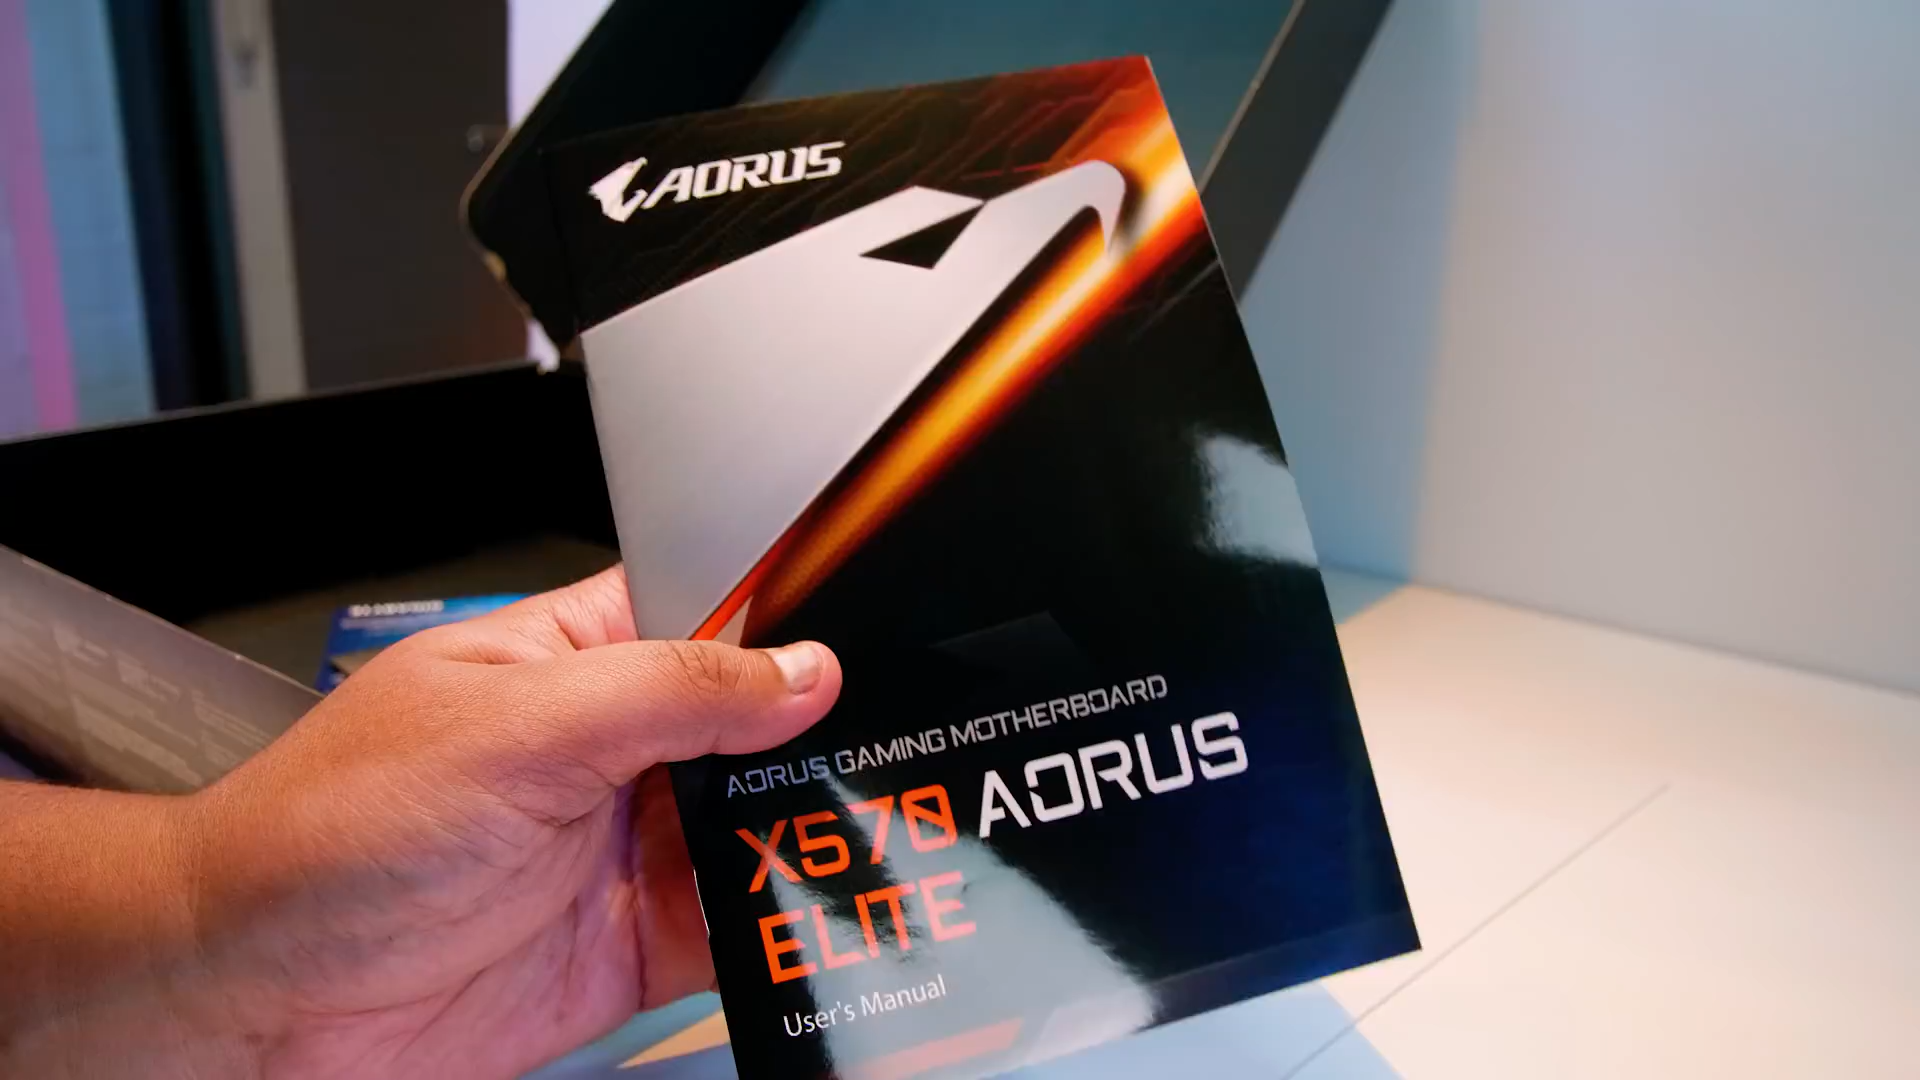 AORUS
AORUS GAMING MOTHERBOARD
X570 AORUS
ELITE
User's Manual